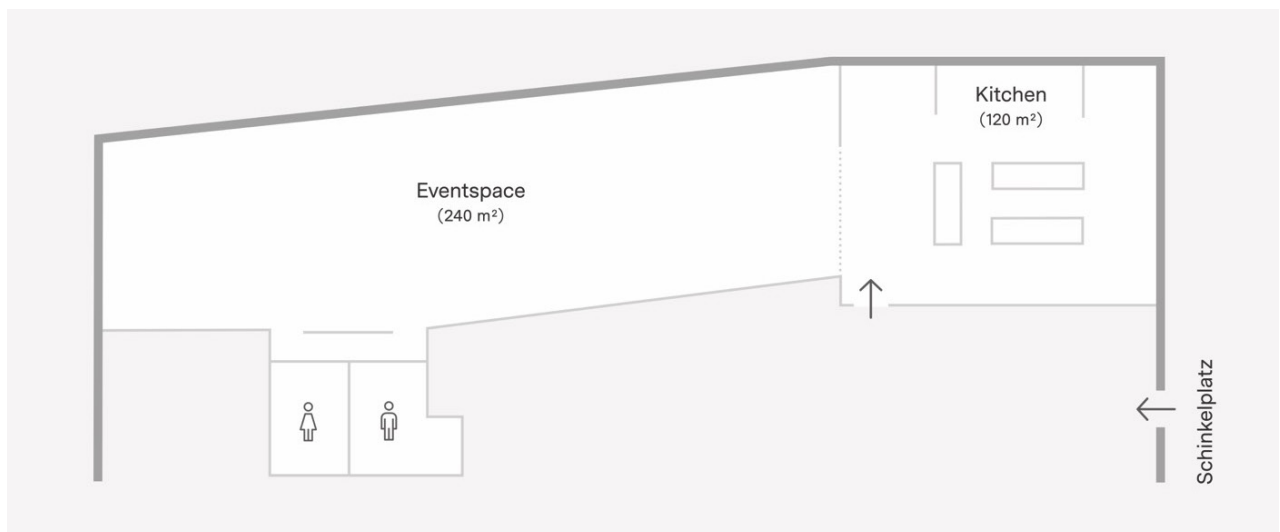 Kitchen
(120 m²)
Eventspace
(240 m²)
Schinkelplatz